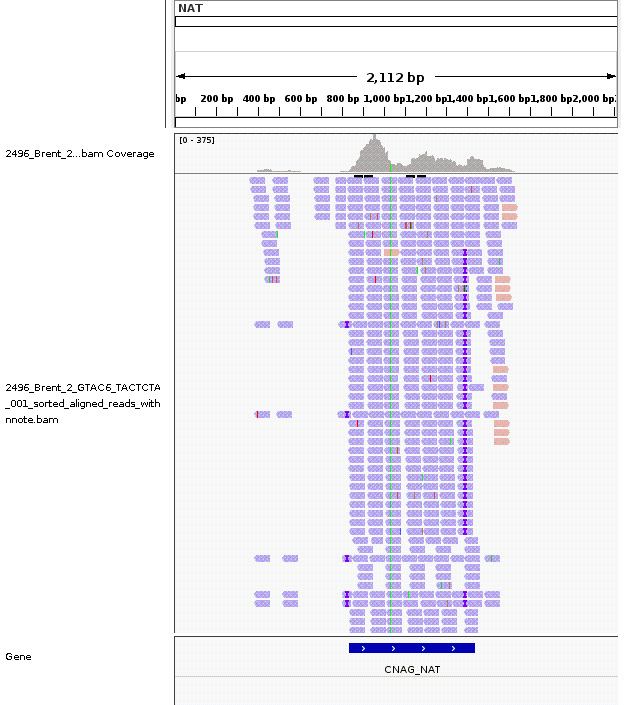 NAT
2,112 bp
bp 200 bp 400 bp 600 bp 800 bp 1,000 bp 1,200 bp 1,400 bp 1,600 bp 1,800 bp 2,000 bp
[0 - 375]
2496_Brent_2...bam Coverage
2496_Brent_2_GTAC6_TACTCTA
_001_sorted_aligned_reads_with
nnote.bam
Gene
CNAG_NAT